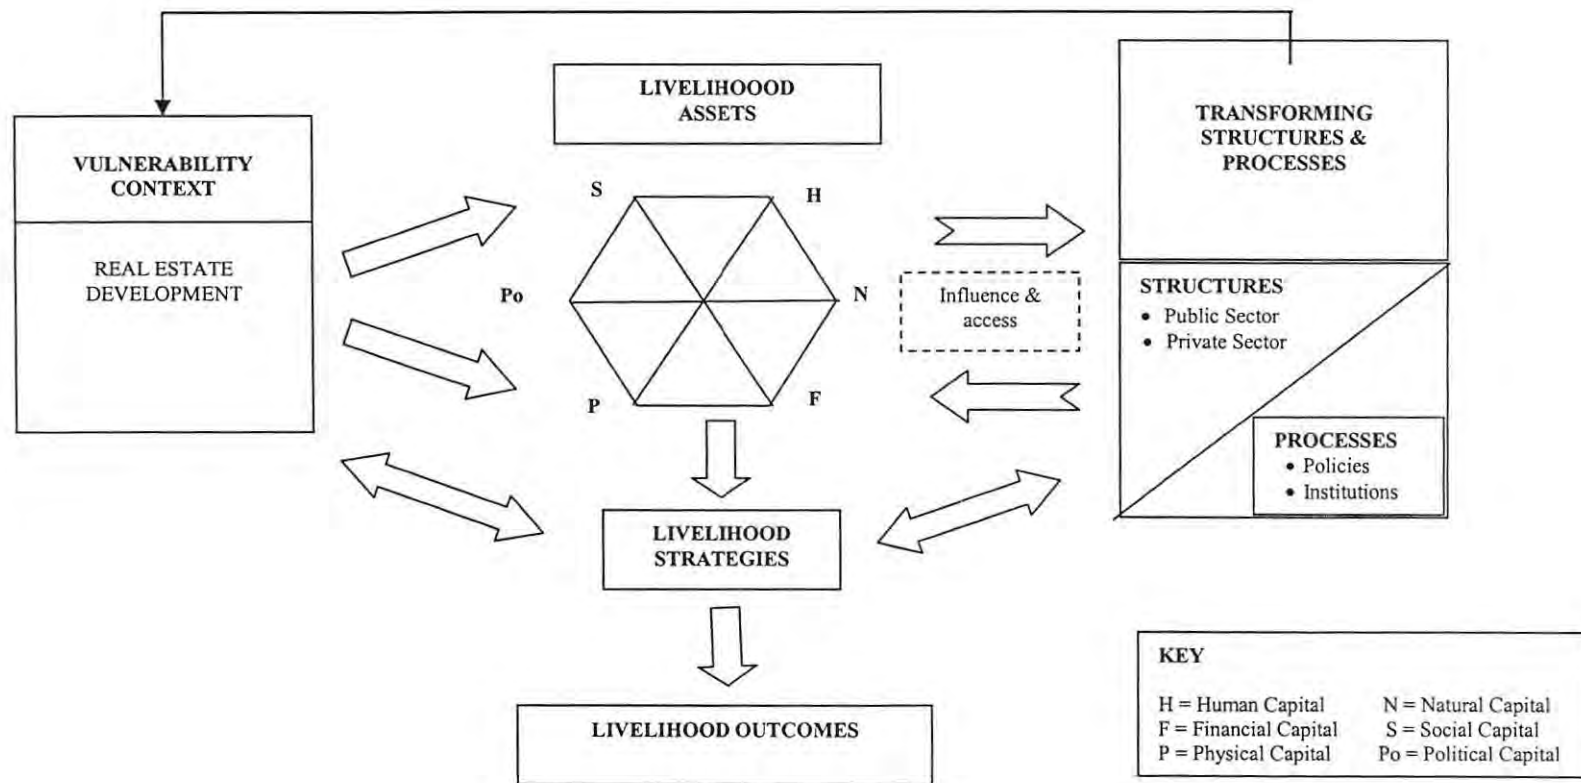 LIVELIHOOOD
ASSETS
TRANSFORMING
STRUCTURES &
PROCESSES
VULNERABILITY
CONTEXT
REAL ESTATE
DEVELOPMENT
S
H
Po
N
P
F
Influence &
access
STRUCTURES
• Public Sector
• Private Sector
PROCESSES
• Policies
• Institutions
LIVELIHOOD
STRATEGIES
LIVELIHOOD OUTCOMES
KEY
H = Human Capital N = Natural Capital
F = Financial Capital S = Social Capital
P = Physical Capital Po = Political Capital